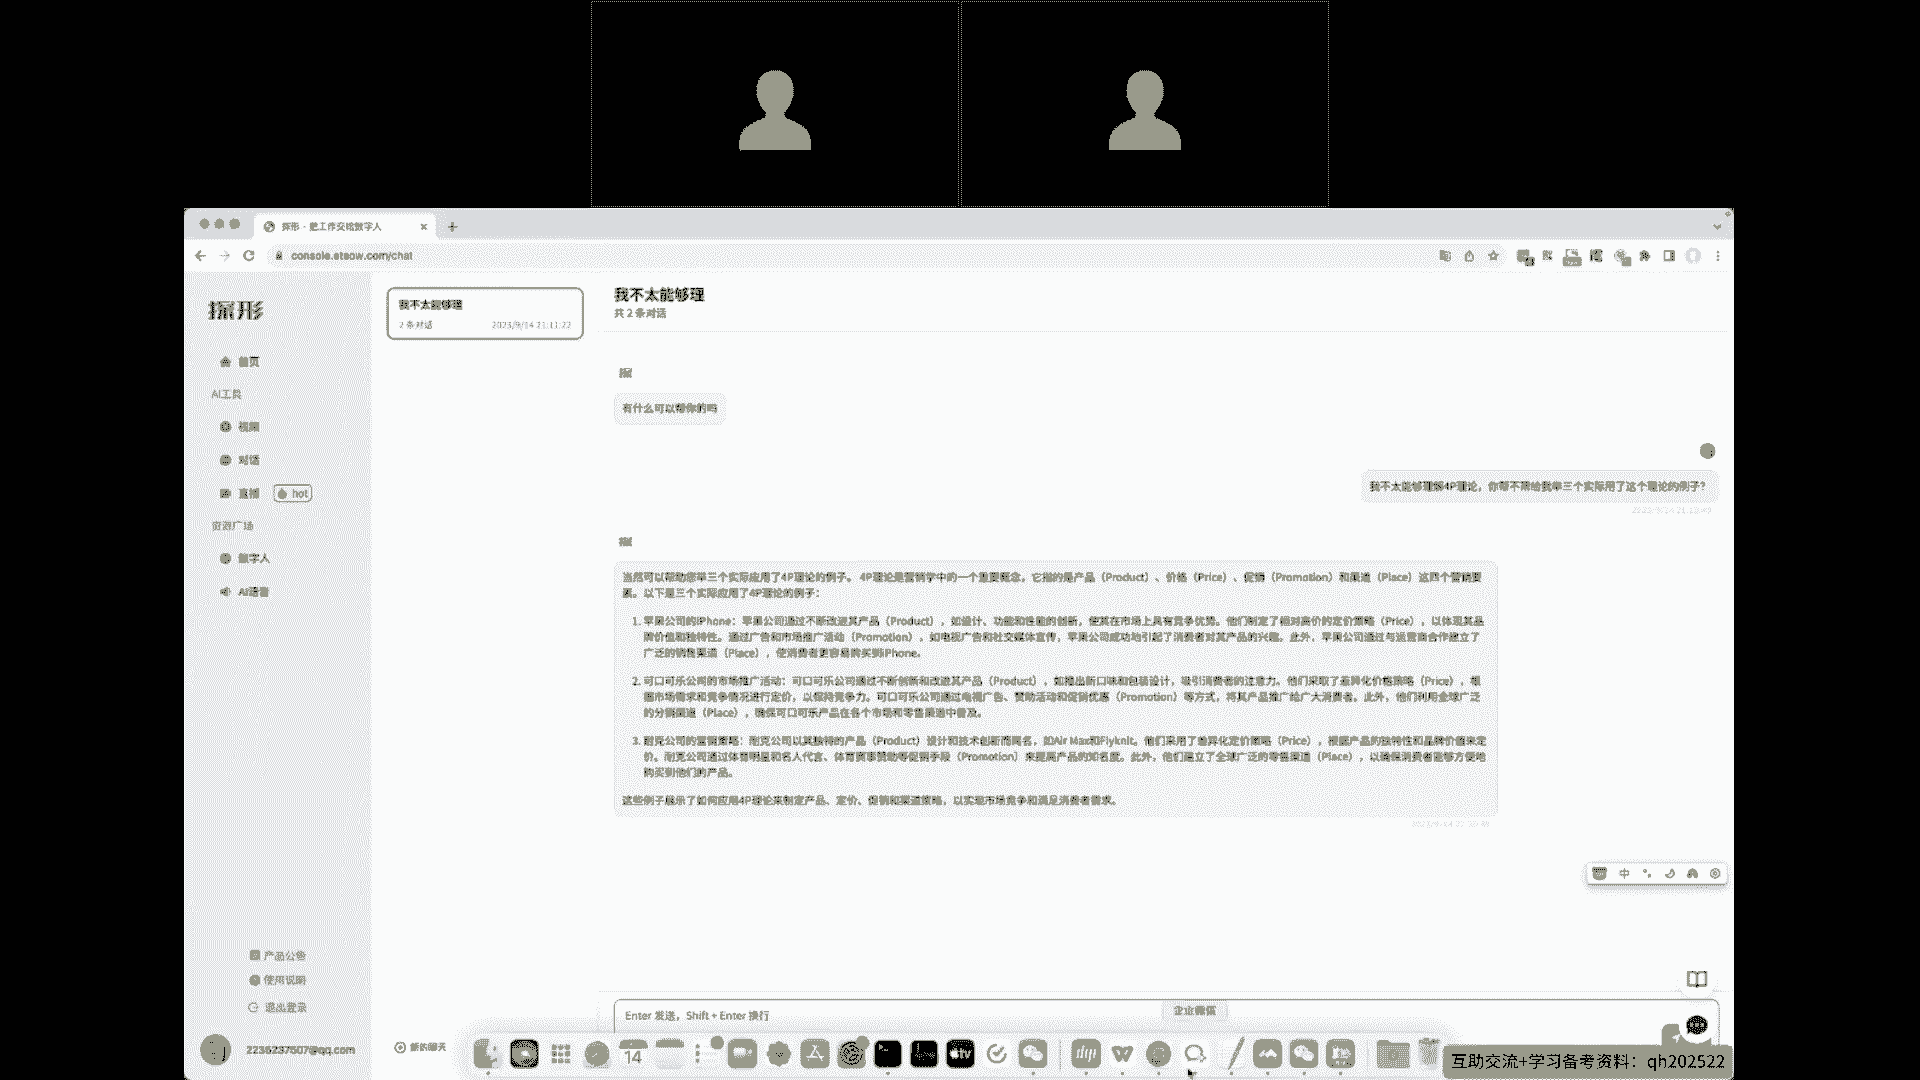 探形 - 把工作交给数字人
console.etsow.com/chat
探形
首页
AI工具
视频
对话
直播 hot
资源广场
数字人
AI语音
产品公告
使用说明
退出登录
2236237507@qq.com
我不太能够理
2 条对话 2023/9/14 21:11:22
新的聊天
我不太能够理
共 2 条对话
有什么可以帮你的吗
我不太能够理解4P理论，你帮不帮给我举三个实际用了这个理论的例子？
当然可以帮助您举三个实际应用了4P理论的例子。 4P理论是营销学中的一个重要概念，它指的是产品（Product）、价格（Price）、促销（Promotion）和渠道（Place）这四个营销要
素。以下是三个实际应用了4P理论的例子：
1. 苹果公司的iPhone：苹果公司通过不断改进其产品（Product），如设计、功能和性能的创新，使其在市场上具有竞争优势。他们制定了相对高价的定价策略（Price），以体现其品
牌价值和独特性。通过广告和市场推广活动（Promotion），如电视广告和社交媒体宣传，苹果公司成功地引起了消费者对其产品的兴趣。此外，苹果公司通过与运营商合作建立了
广泛的销售渠道（Place），使消费者更容易购买到iPhone。
2. 可口可乐公司的市场推广活动：可口可乐公司通过不断创新和改进其产品（Product），如推出新口味和包装设计，吸引消费者的注意力。他们采取了差异化价格策略（Price），根
据市场需求和竞争情况进行定价，以保持竞争力。可口可乐公司通过电视广告、赞助活动和促销优惠（Promotion）等方式，将其产品推广给广大消费者。此外，他们利用全球广泛
的分销渠道（Place），确保可口可乐产品在各个市场和零售渠道中普及。
3. 耐克公司的营销策略：耐克公司以其独特的产品（Product）设计和技术创新而闻名，如Air Max和Flyknit。他们采用了差异化定价策略（Price），根据产品的独特性和品牌价值来定
价。耐克公司通过体育明星和名人代言、体育赛事赞助等促销手段（Promotion）来提高产品的知名度。此外，他们建立了全球广泛的零售渠道（Place），以确保消费者能够方便地
购买到他们的产品。
这些例子展示了如何应用4P理论来制定产品、定价、促销和渠道策略，以实现市场竞争和满足消费者需求。
中
Enter 发送，Shift + Enter 换行
企业微信
14
tv
互助交流+学习备考资料：qh202522